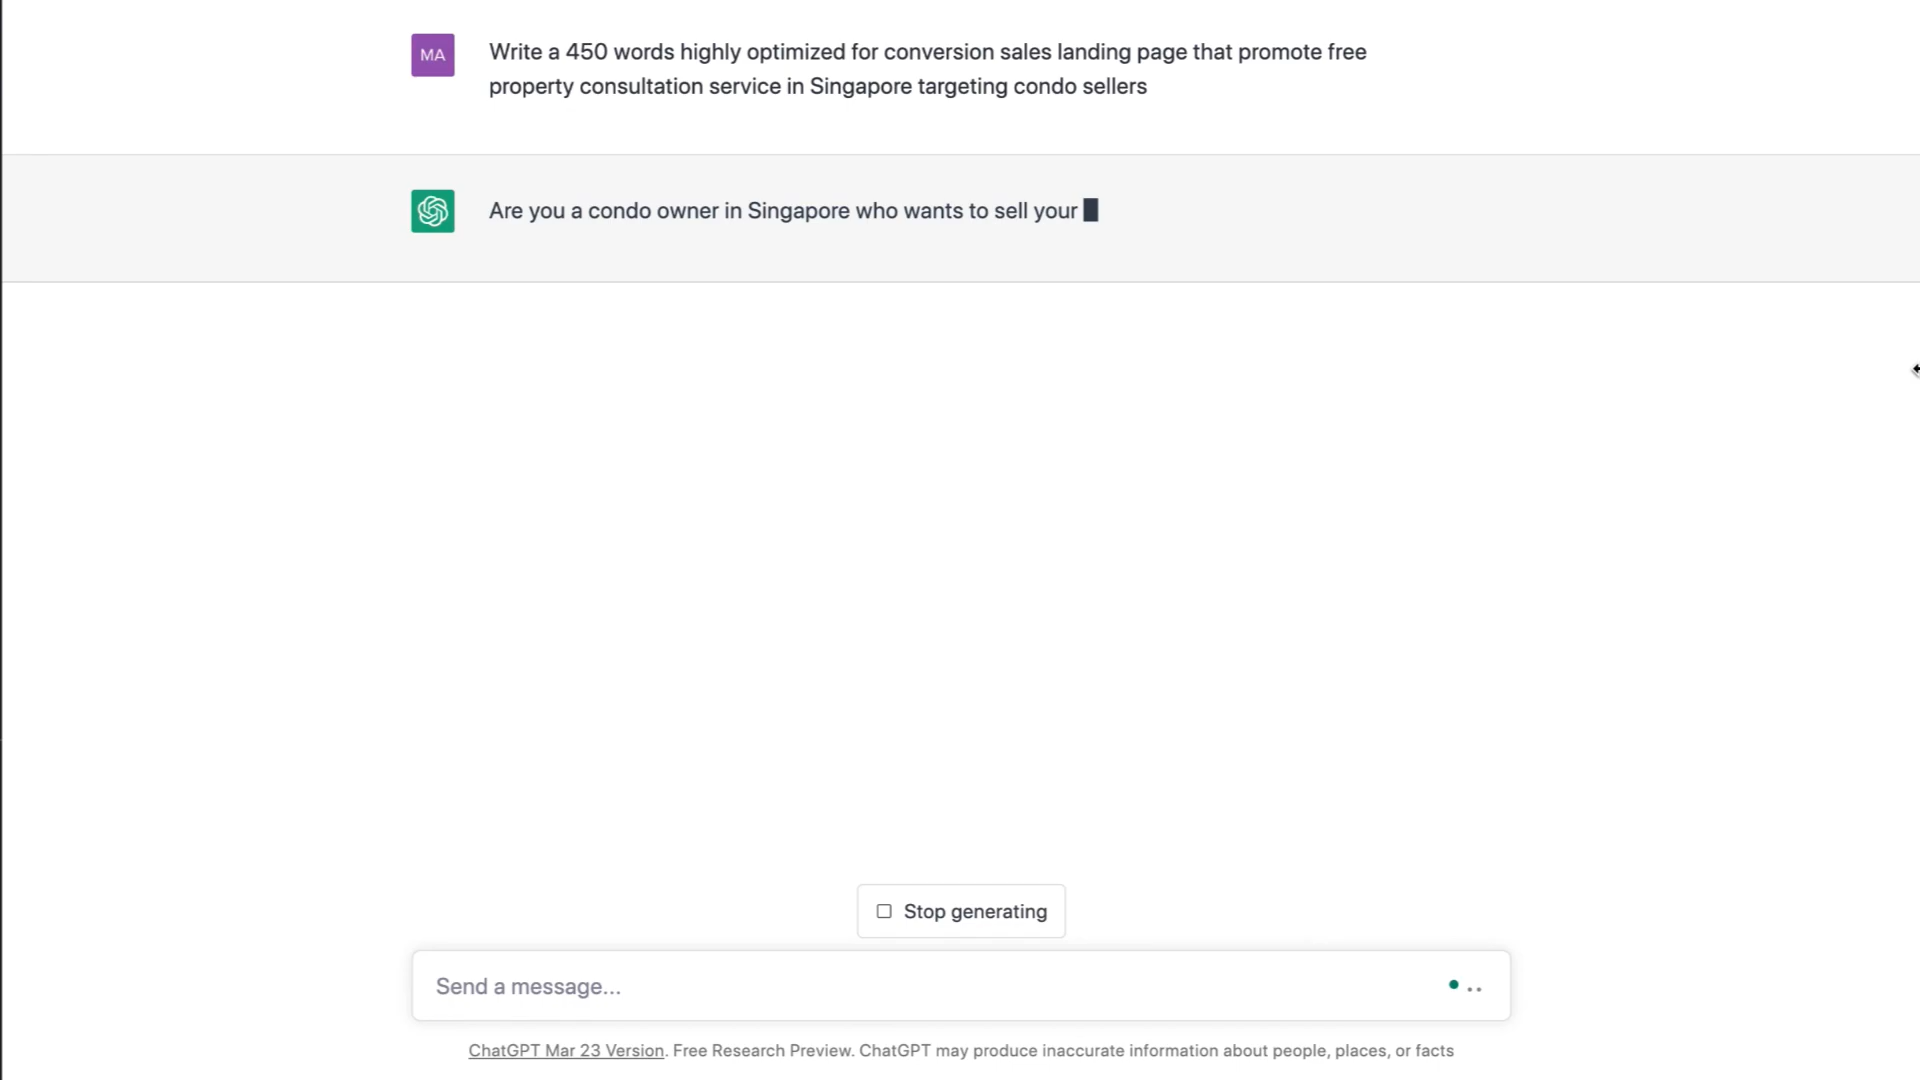 MA
Write a 450 words highly optimized for conversion sales landing page that promote free
property consultation service in Singapore targeting condo sellers
Are you a condo owner in Singapore who wants to sell your
Stop generating
Send a message...
ChatGPT Mar 23 Version. Free Research Preview. ChatGPT may produce inaccurate information about people, places, or facts